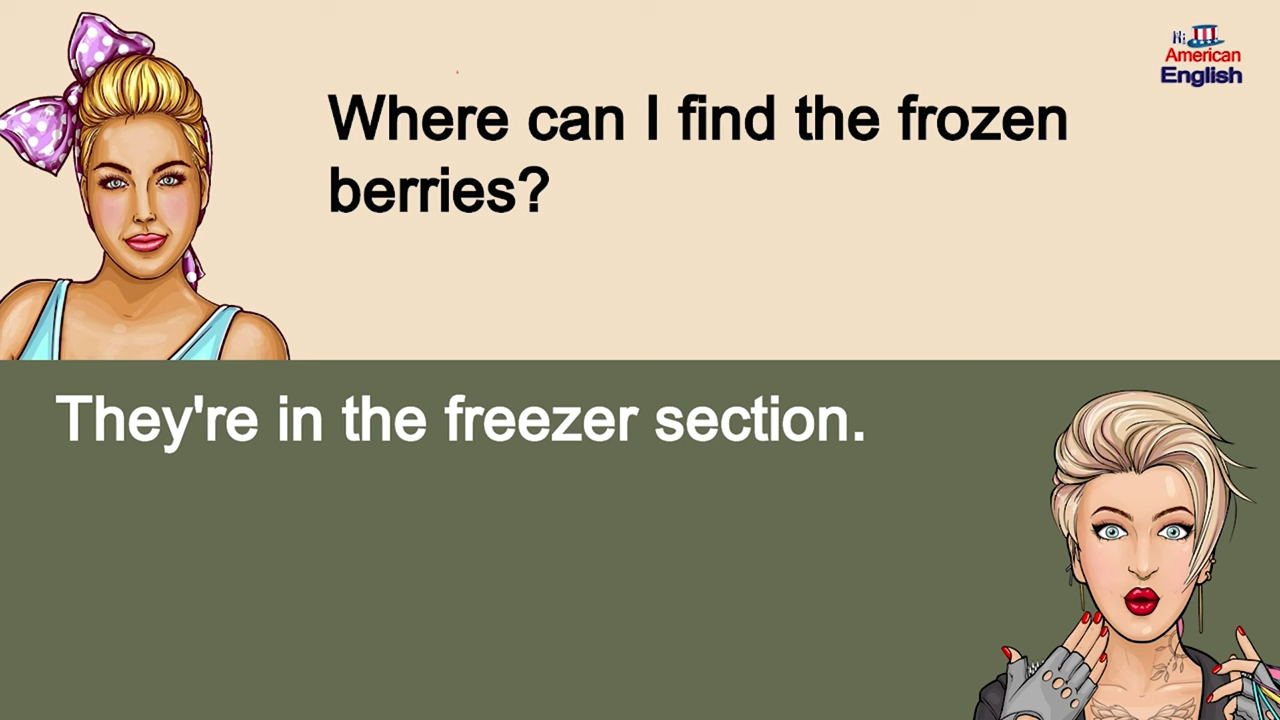 Hi
American
English
Where can I find the frozen
berries?
They're in the freezer section.